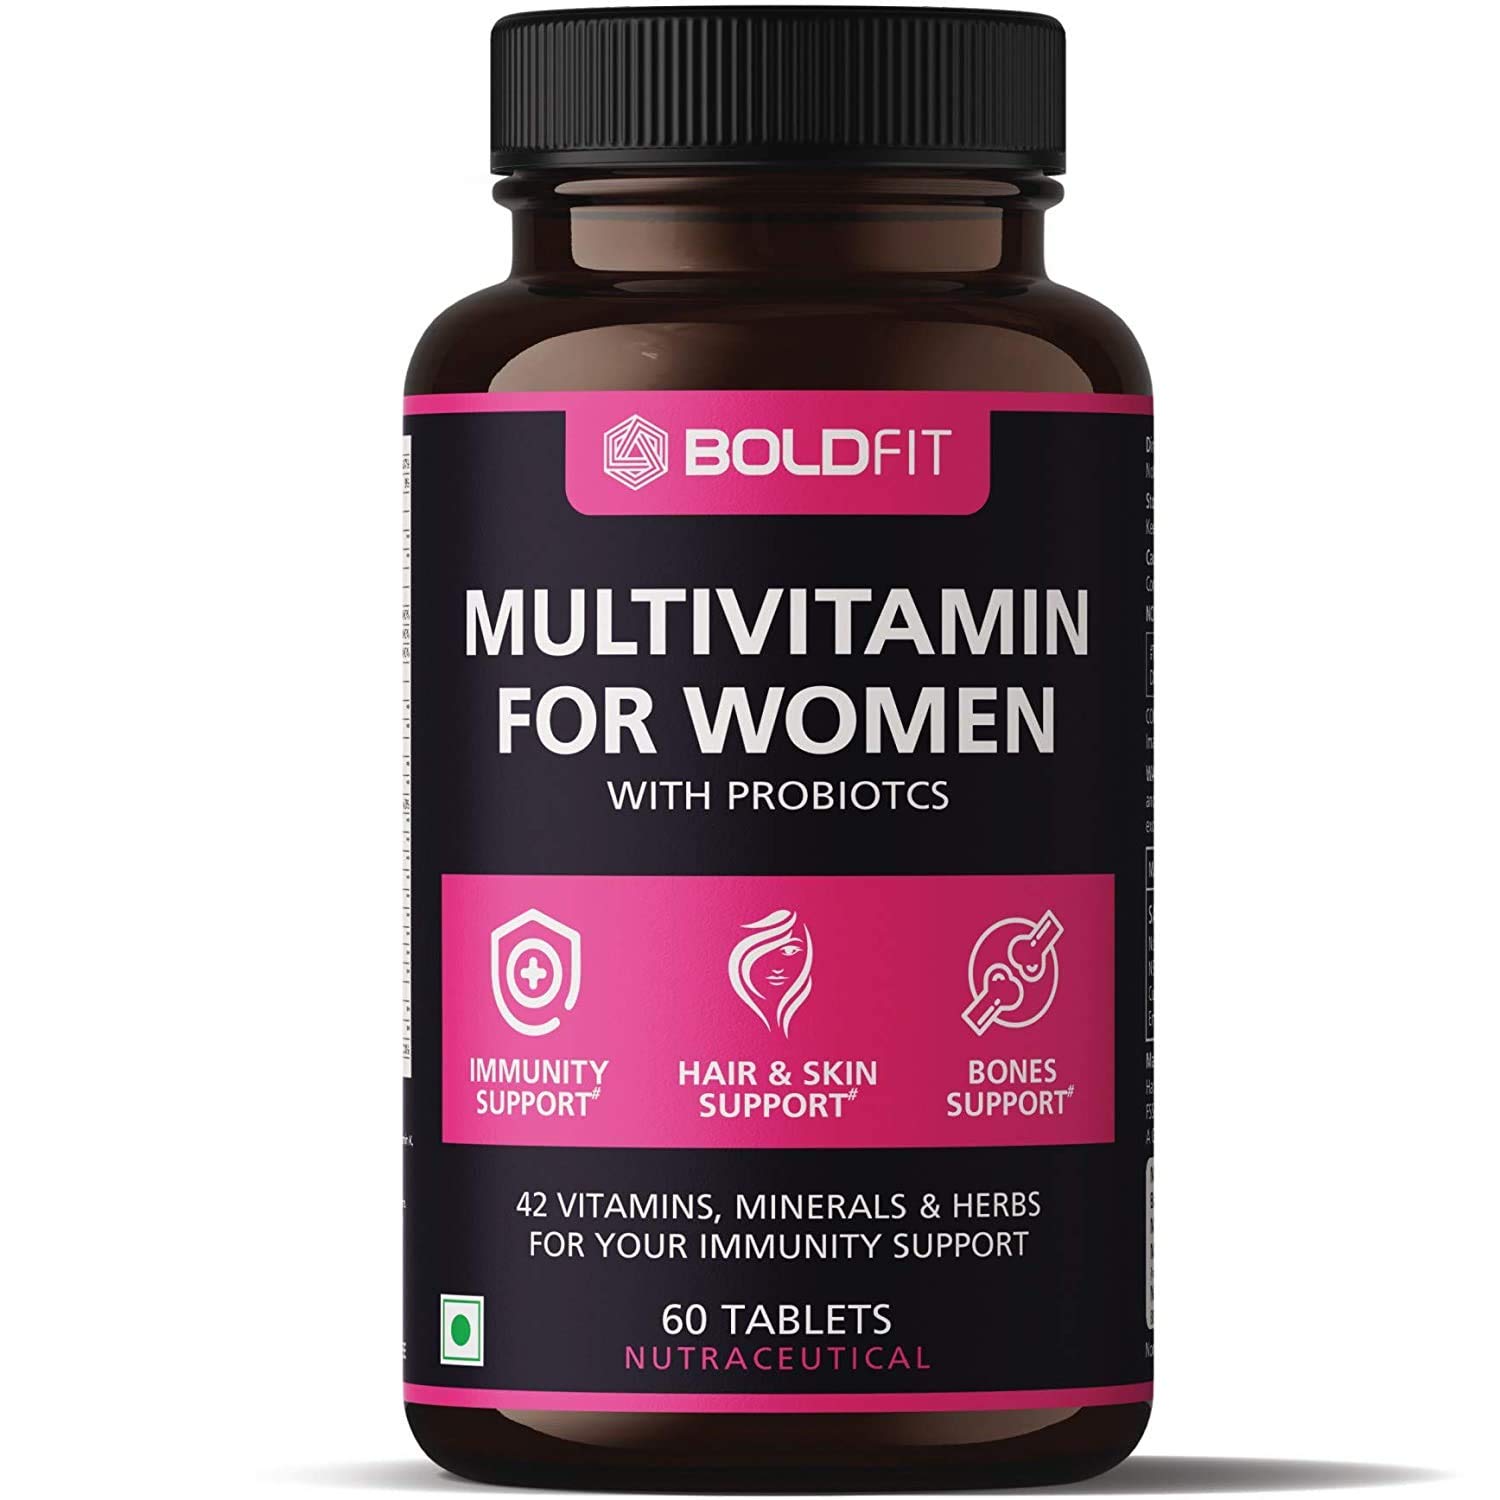 BOLDFIT
MULTIVITAMIN
FOR WOMEN
WITH PROBIOTCS
IMMUNITY
SUPPORT#
HAIR & SKIN
SUPPORT#
BONES
SUPPORT#
42 VITAMINS, MINERALS & HERBS
FOR YOUR IMMUNITY SUPPORT
60 TABLETS
NUTRACEUTICAL